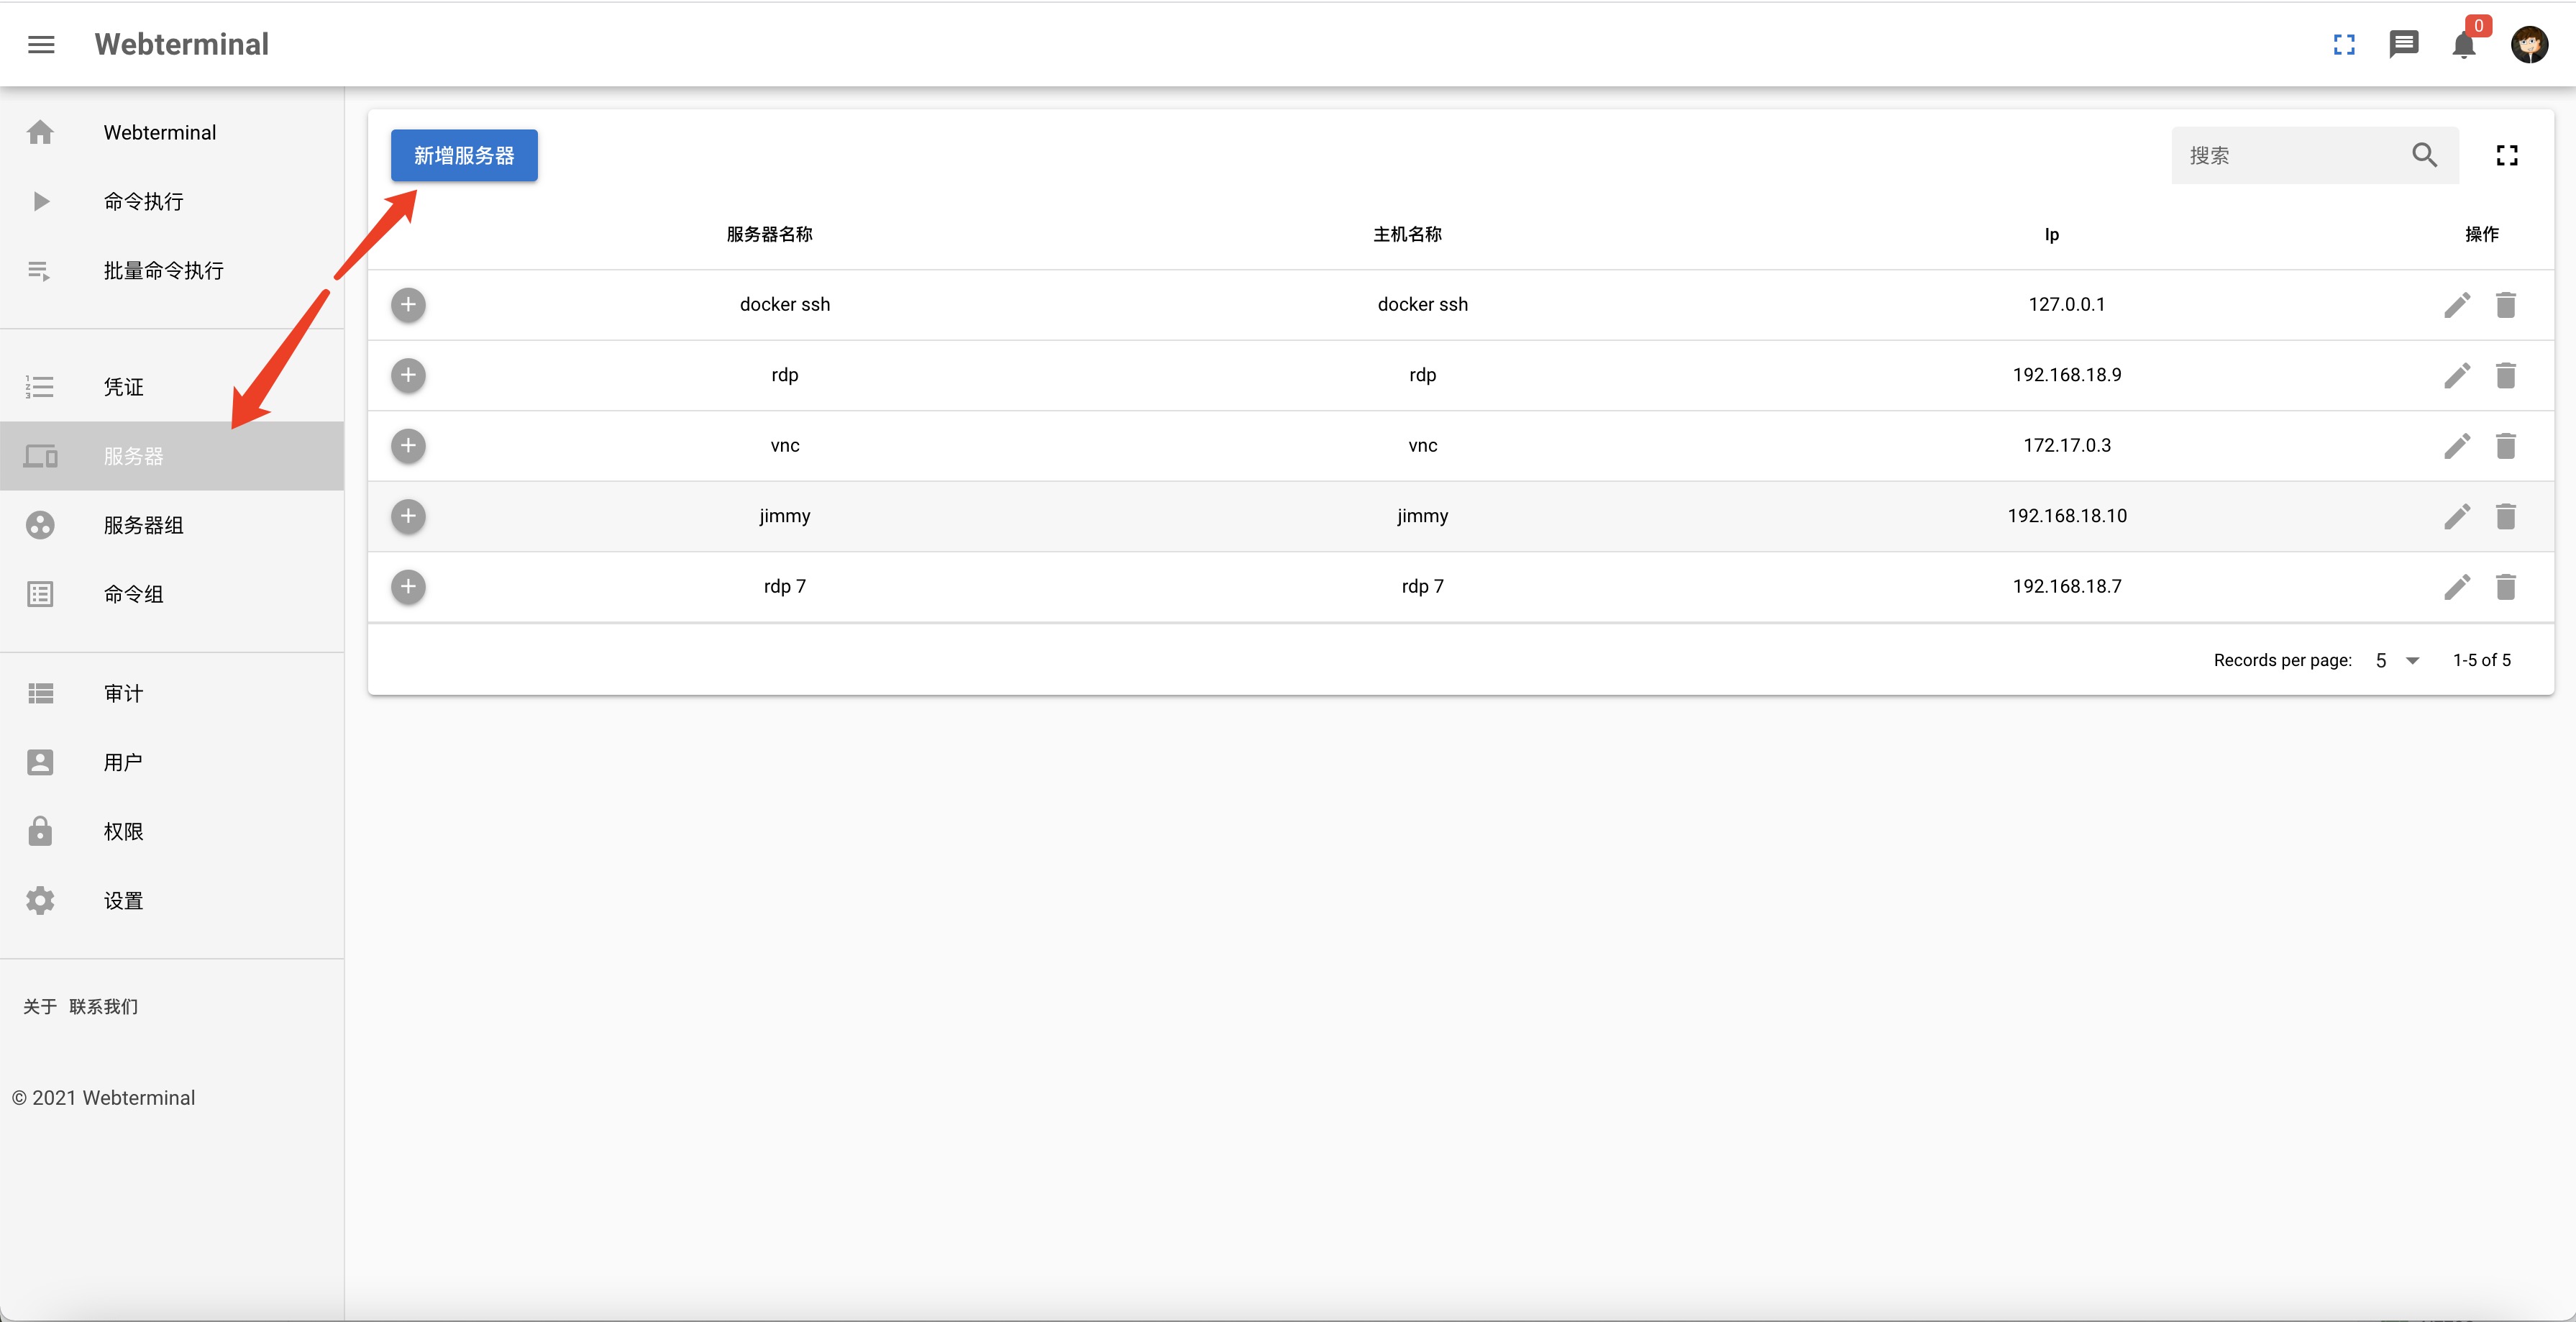 Webterminal
0
Webterminal
命令执行
批量命令执行
凭证
服务器
服务器组
命令组
审计
用户
权限
设置
关于 联系我们
© 2021 Webterminal
新增服务器
搜索
服务器名称 主机名称 Ip 操作
docker ssh docker ssh 127.0.0.1
rdp rdp 192.168.18.9
vnc vnc 172.17.0.3
jimmy jimmy 192.168.18.10
rdp 7 rdp 7 192.168.18.7
Records per page: 5 1-5 of 5